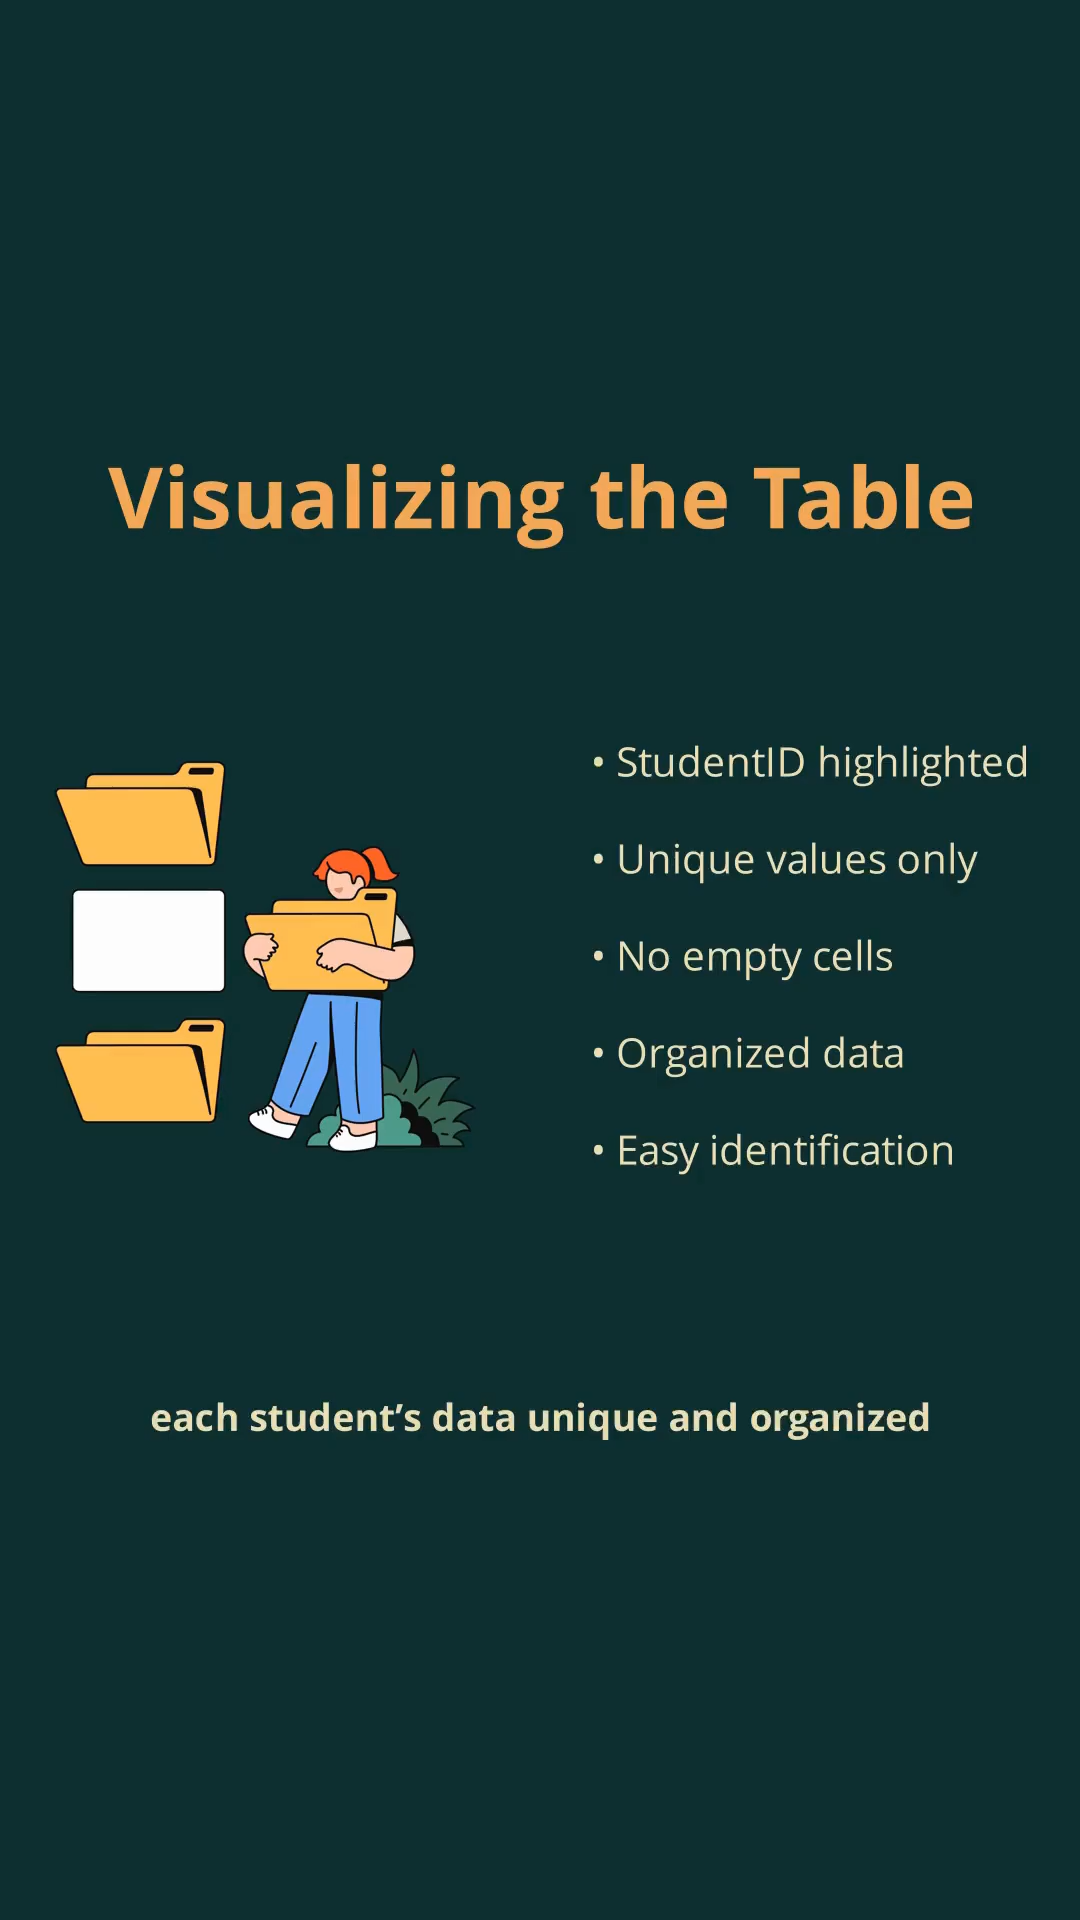 Visualizing the Table
• StudentID highlighted
• Unique values only
• No empty cells
• Organized data
• Easy identification
each student’s data unique and organized